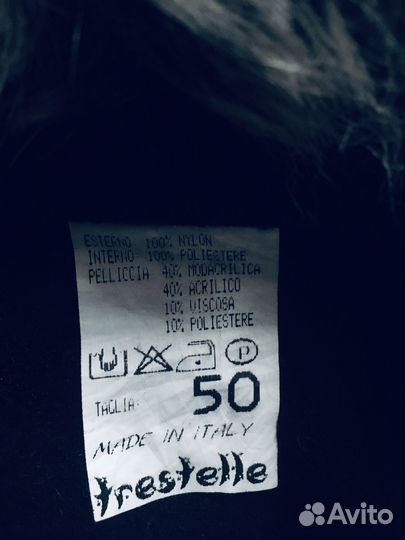 ESTERNO 100% NYLON
INTERNO 100% POLIESTERE
PELLICCIA 40% MODACRILICA
40% ACRILICO
10% VISCOSA
10% POLIESTERE
P
TAGLIA: 50
MADE IN ITALY
trestelle
Avito